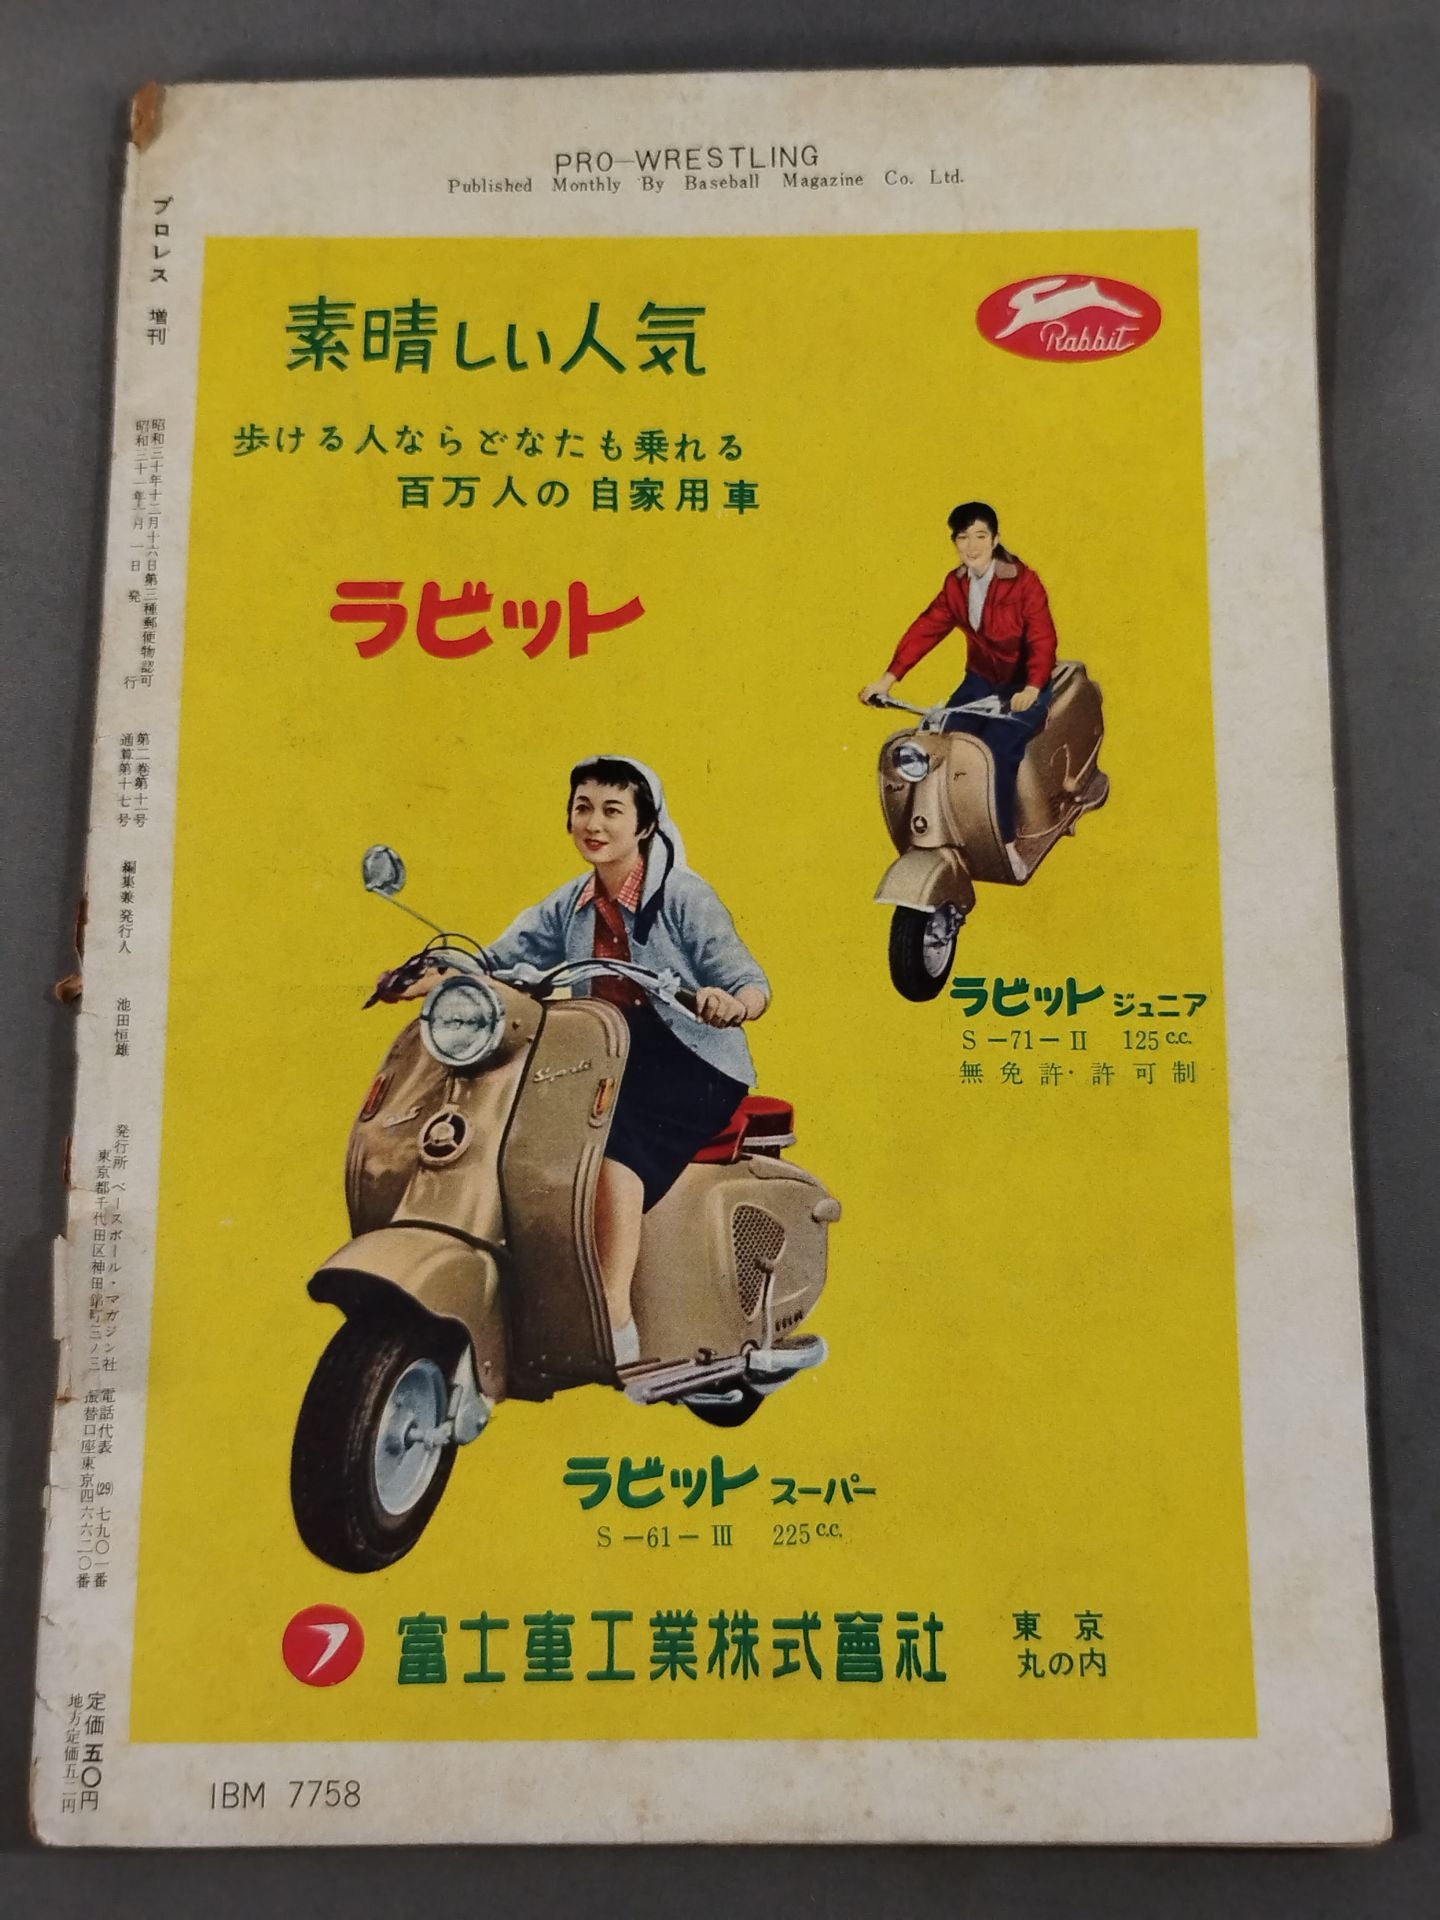 PRO-WRESTLING
Published Monthly By Baseball Magazine Co. Ltd.
素晴しい人気
Rabbit
歩ける人ならどなたも乗れる
百万人の自家用車
ラビット
ラビットジュニア
S-71-II 125c.c.
無免許・許可制
ラビットスーパー
S-61-III 225c.c.
富士重工業株式會社
東京
丸の内
IBM 7758
プロレス 増刊
昭和三十年十二月十六日第三種郵便物認可
昭和三十一年 月一日発行
第二巻第十一号
通算第十七号
編集兼発行人 池田恒雄
発行所 ベースボール・マガジン社
東京都千代田区神田錦町三ノ三
電話代表 (29) 七九〇一番
振替口座東京四六六二〇番
定価五〇円
地方定価五二円